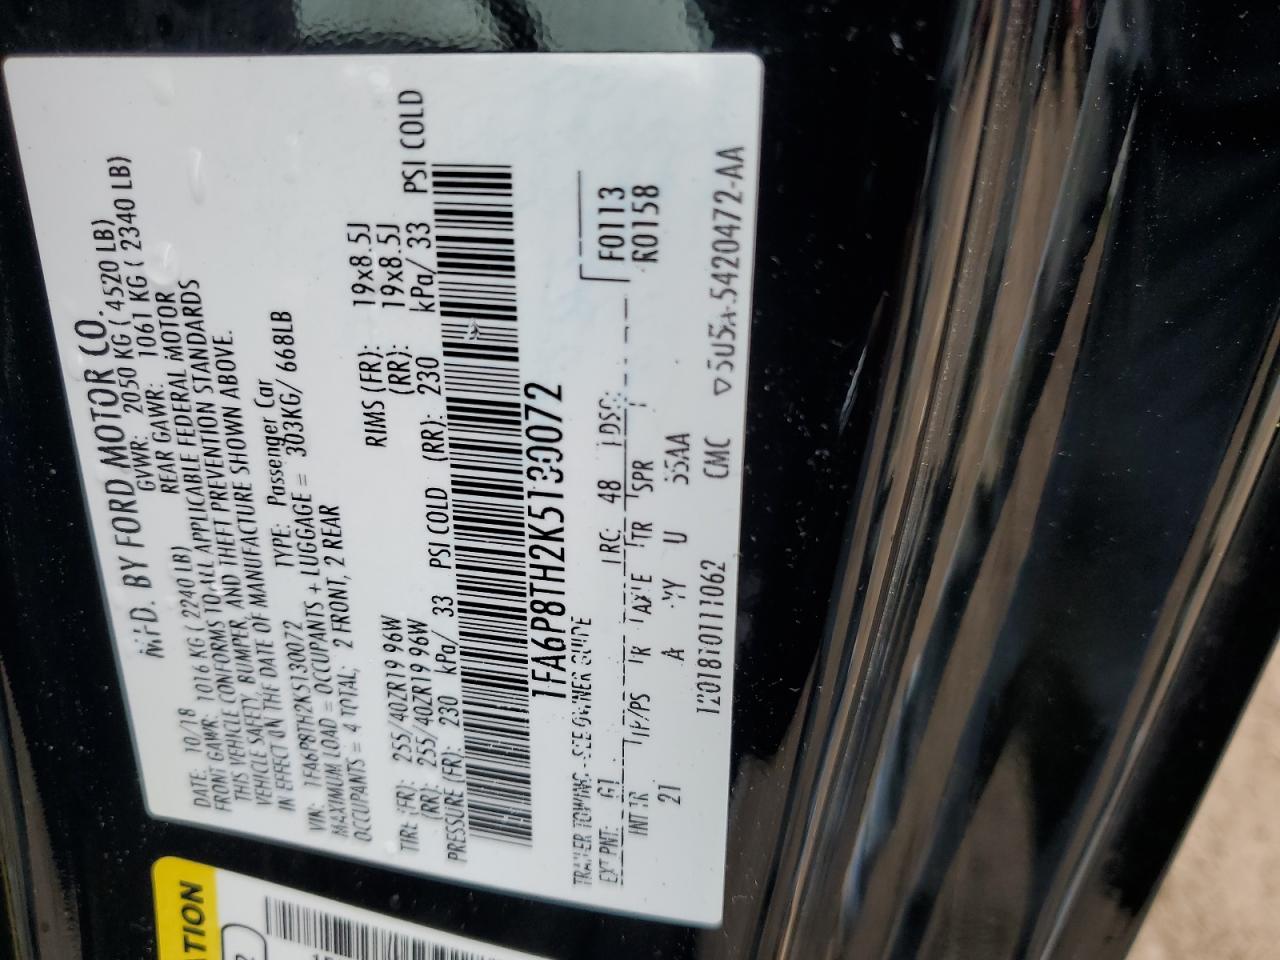 MFD. BY FORD MOTOR CO.
DATE: 10/18 GVWR: 2050 KG ( 4520 LB)
FRONT GAWR: 1016 KG ( 2240 LB) REAR GAWR: 1061 KG ( 2340 LB)
THIS VEHICLE CONFORMS TO ALL APPLICABLE FEDERAL MOTOR
VEHICLE SAFETY, BUMPER, AND THEFT PREVENTION STANDARDS
IN EFFECT ON THE DATE OF MANUFACTURE SHOWN ABOVE.
VIN: 1FA6P8TH2K5130072 TYPE: Passenger Car
MAXIMUM LOAD = OCCUPANTS + LUGGAGE = 303KG/ 668LB
OCCUPANTS = 4 TOTAL; 2 FRONT, 2 REAR
TIRE (FR): 255/40ZR19 96W RIMS (FR): 19x8.5J
(RR): 255/40ZR19 96W (RR): 19x8.5J
PRESSURE (FR): 230 kPa/ 33 PSI COLD (RR): 230 kPa/ 33 PSI COLD
1FA6P8TH2K5130072
TRAILER TOWING - SEE OWNER GUIDE
EXT PNT: G1 RC: 48 DSO: F0113
INT TR TP/PS R AXLE TR SPR R0158
21 A YY U 55AA
1201810111062 CMC ▽5U5A-5420472-AA
ATION